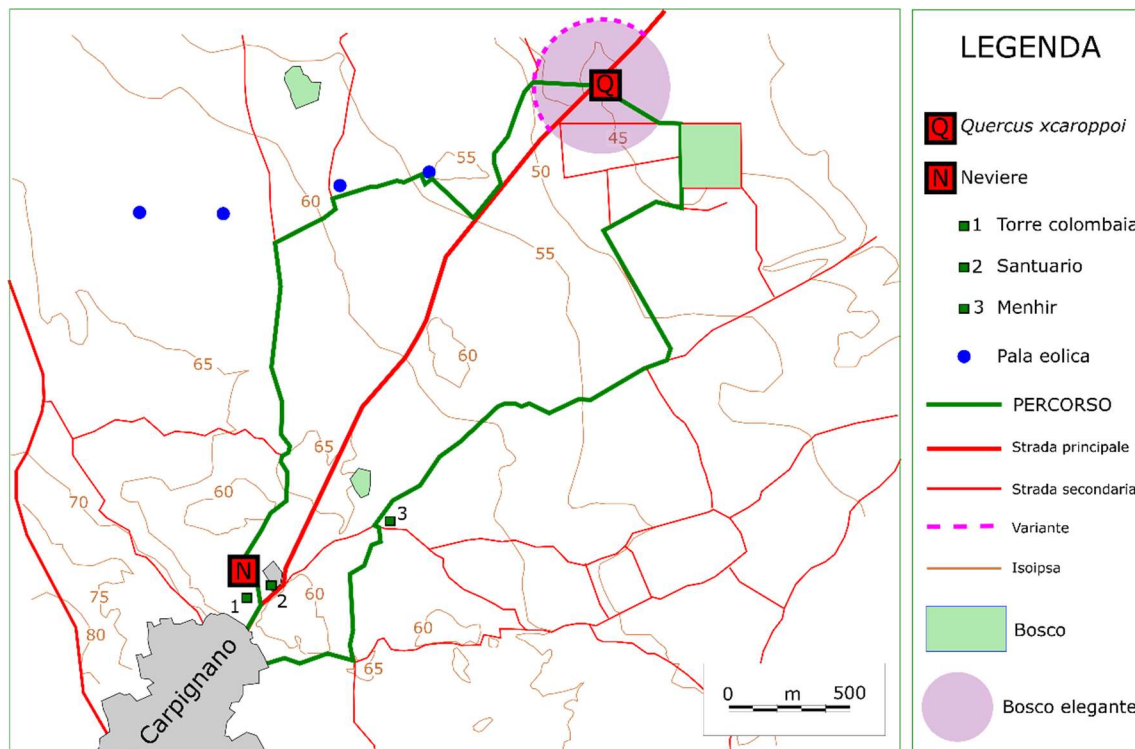 Q
45
50
55
55
60
60
65
65
60
70
3
N
60
75
1
2
60
60
80
65
Carpignano
0 m 500
LEGENDA
Q Quercus xcaroppoi
N Neviere
1 Torre colombaia
2 Santuario
3 Menhir
Pala eolica
PERCORSO
Strada principale
Strada secondaria
Variante
Isoipsa
Bosco
Bosco elegante